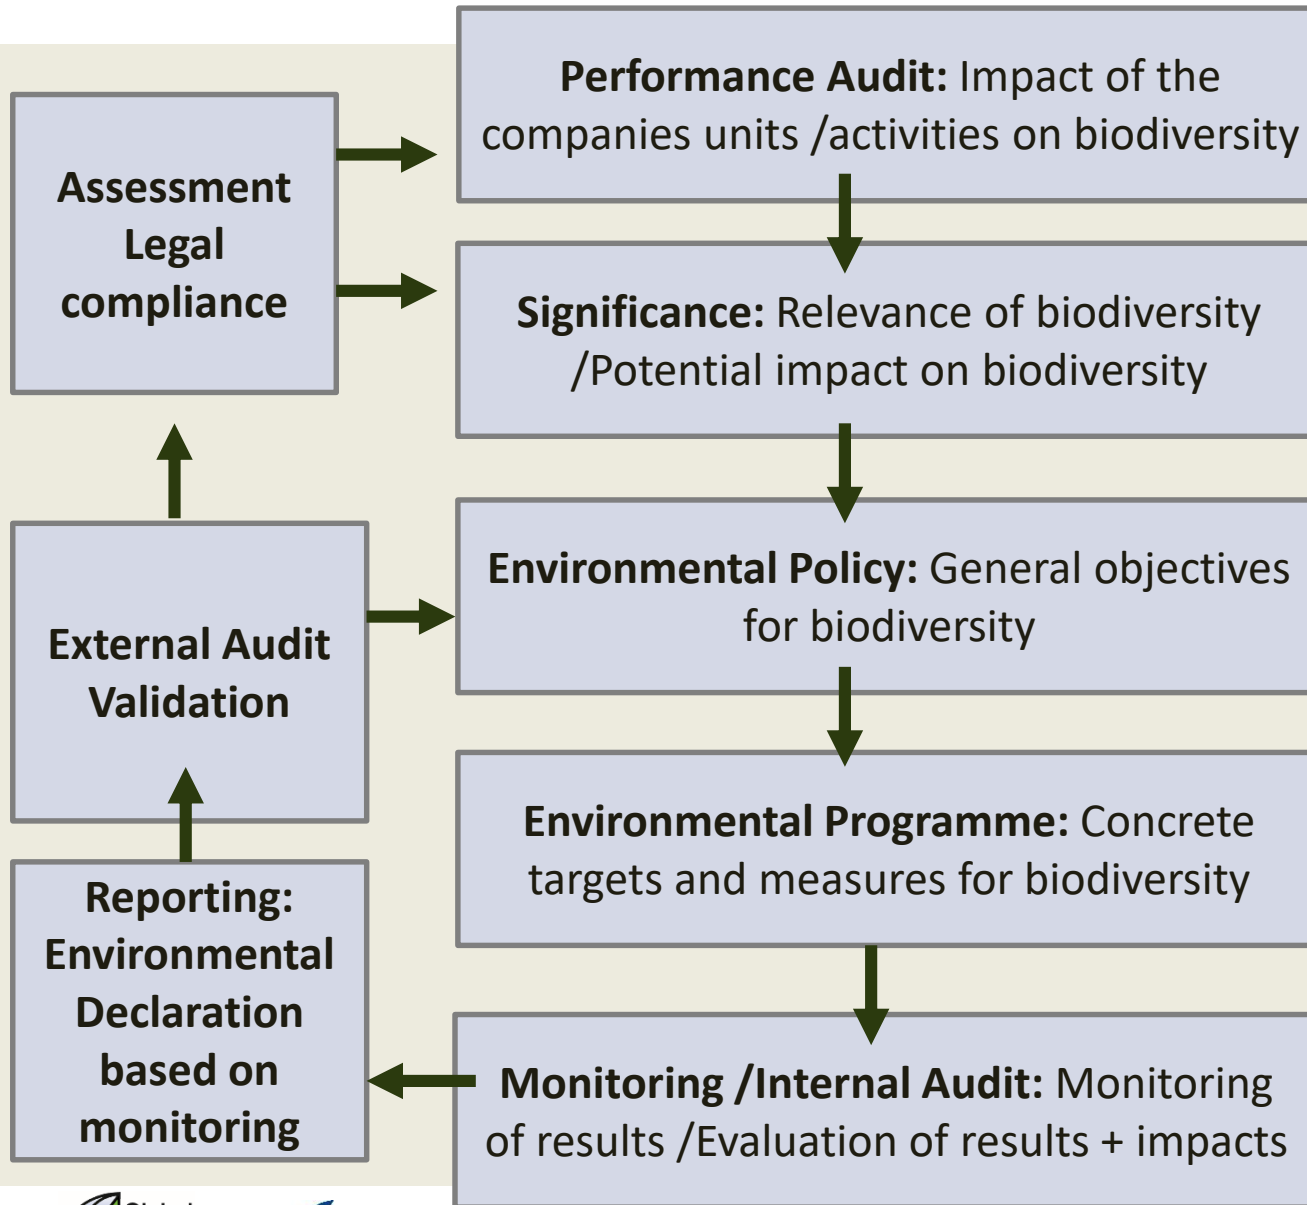 Performance Audit: Impact of the
companies units /activities on biodiversity
Assessment
Legal
compliance
Significance: Relevance of biodiversity
/Potential impact on biodiversity
Environmental Policy: General objectives
for biodiversity
External Audit
Validation
Environmental Programme: Concrete
targets and measures for biodiversity
Reporting:
Environmental
Declaration
based on
monitoring
Monitoring /Internal Audit: Monitoring
of results /Evaluation of results + impacts